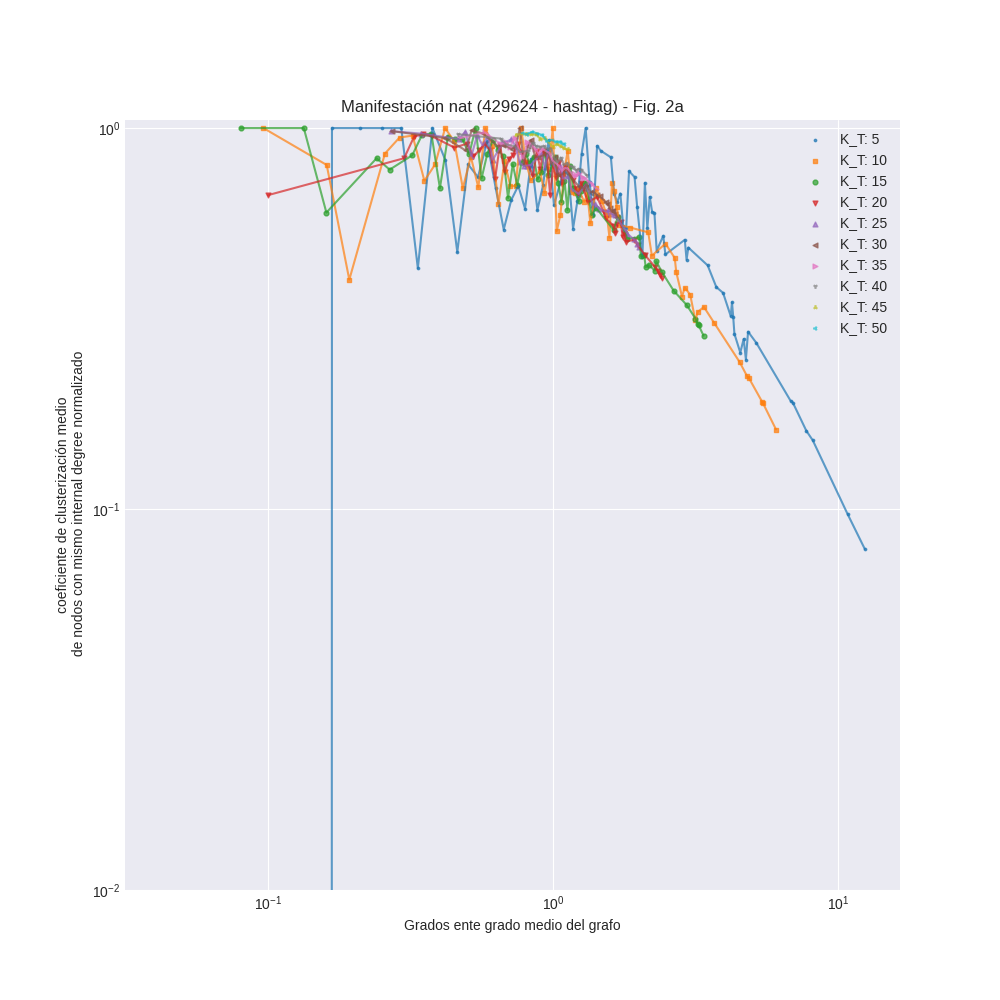 Manifestación nat (429624 - hashtag) - Fig. 2a
10^0
10^-1
10^-2
10^-1
10^0
10^1
coeficiente de clusterización medio
de nodos con mismo internal degree normalizado
Grados ente grado medio del grafo
K_T: 5
K_T: 10
K_T: 15
K_T: 20
K_T: 25
K_T: 30
K_T: 35
K_T: 40
K_T: 45
K_T: 50